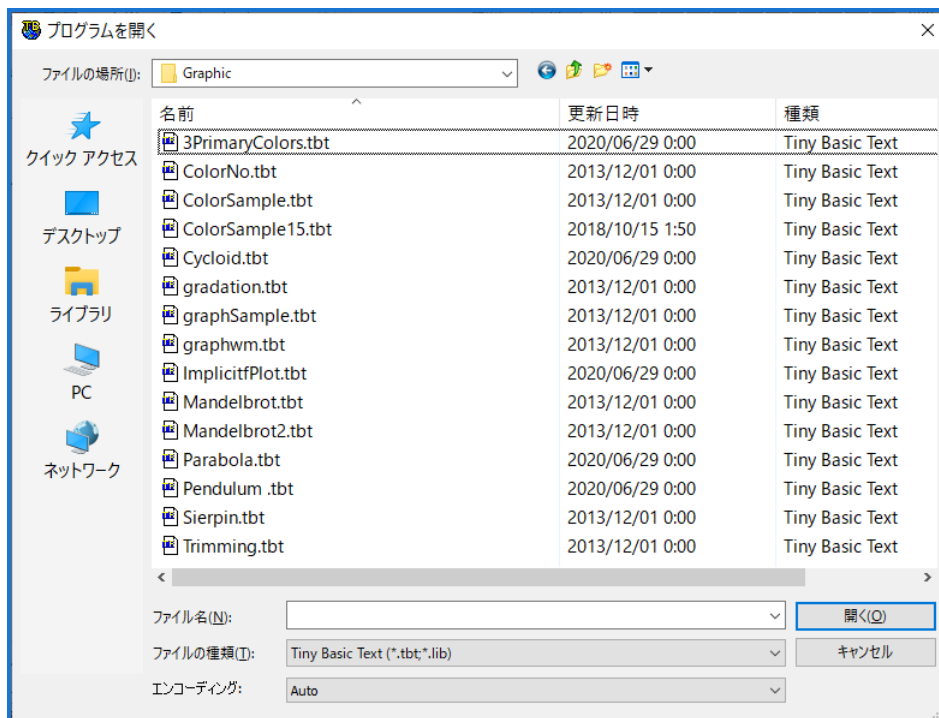 プログラムを開く
ファイルの場所(I): Graphic
クイック アクセス
デスクトップ
ライブラリ
PC
ネットワーク
名前 更新日時 種類
3PrimaryColors.tbt 2020/06/29 0:00 Tiny Basic Text
ColorNo.tbt 2013/12/01 0:00 Tiny Basic Text
ColorSample.tbt 2013/12/01 0:00 Tiny Basic Text
ColorSample15.tbt 2018/10/15 1:50 Tiny Basic Text
Cycloid.tbt 2020/06/29 0:00 Tiny Basic Text
gradation.tbt 2013/12/01 0:00 Tiny Basic Text
graphSample.tbt 2013/12/01 0:00 Tiny Basic Text
graphwm.tbt 2013/12/01 0:00 Tiny Basic Text
ImplicitfPlot.tbt 2020/06/29 0:00 Tiny Basic Text
Mandelbrot.tbt 2013/12/01 0:00 Tiny Basic Text
Mandelbrot2.tbt 2013/12/01 0:00 Tiny Basic Text
Parabola.tbt 2020/06/29 0:00 Tiny Basic Text
Pendulum .tbt 2020/06/29 0:00 Tiny Basic Text
Sierpin.tbt 2013/12/01 0:00 Tiny Basic Text
Trimming.tbt 2013/12/01 0:00 Tiny Basic Text
ファイル名(N): 開く(O)
ファイルの種類(T): Tiny Basic Text (*.tbt;*.lib) キャンセル
エンコーディング: Auto